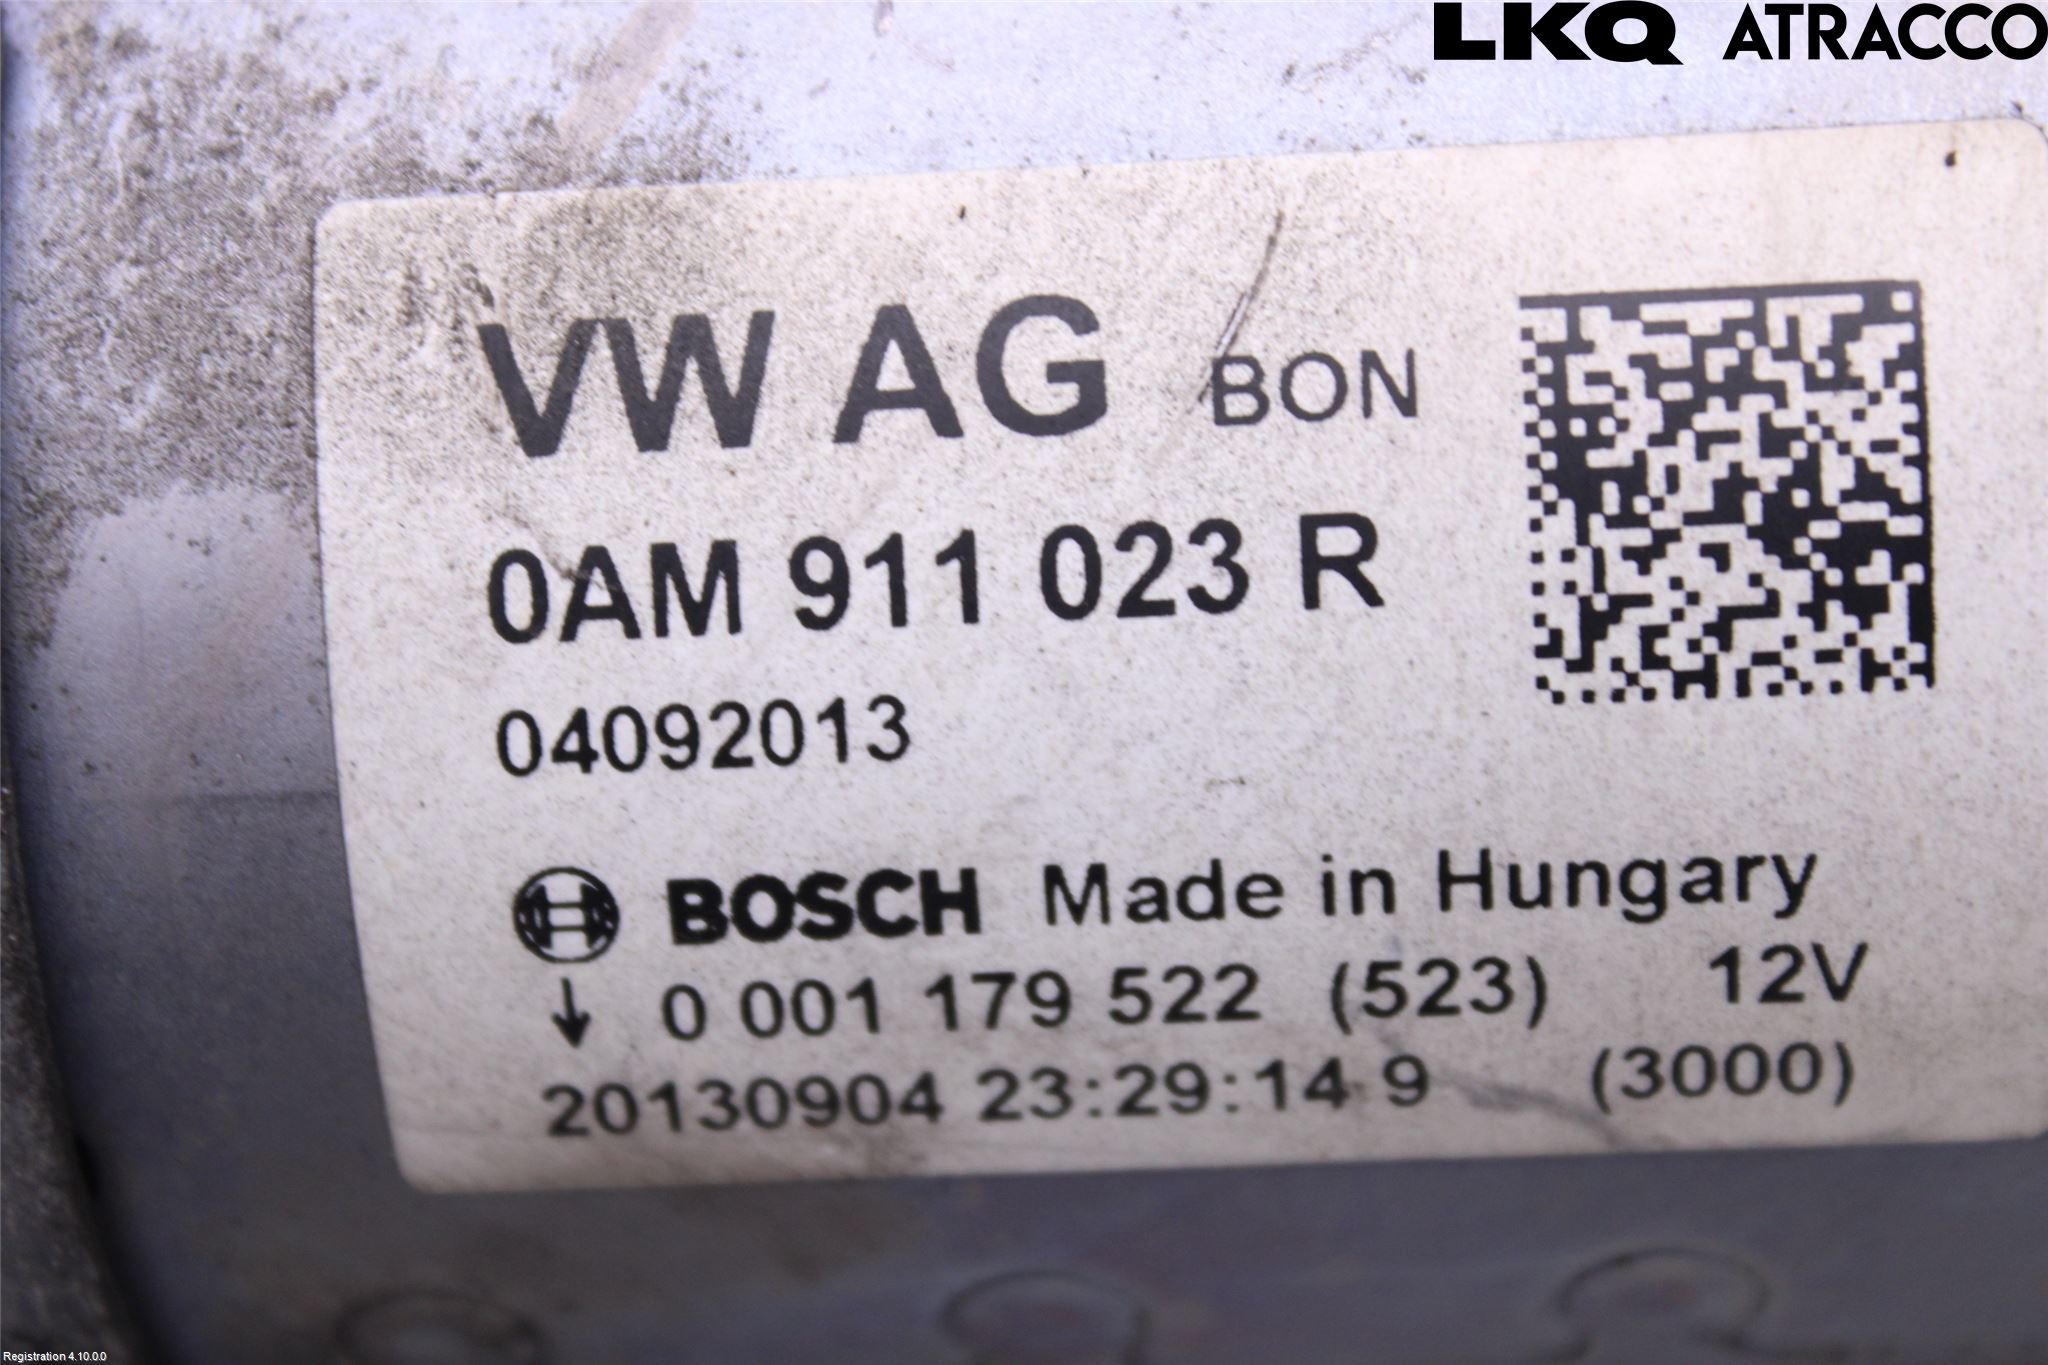 LKQ ATRACCO
VW AG BON
0AM 911 023 R
04092013
BOSCH Made in Hungary
0 001 179 522 (523) 12V
20130904 23:29:14 9 (3000)
Registration 4.10.0.0